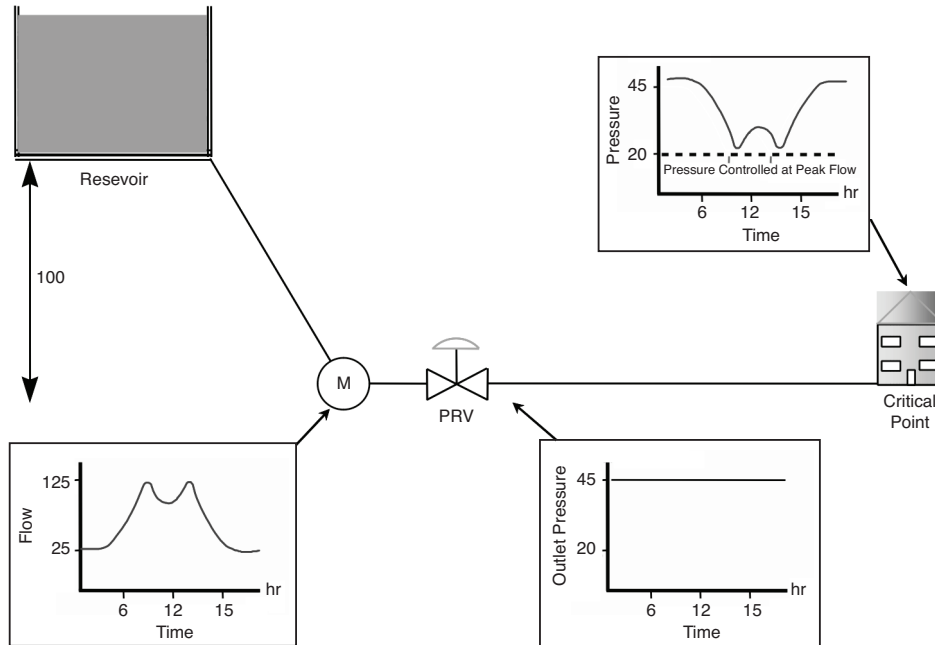 Resevoir
100
M
PRV
Critical
Point
Pressure
45
20
Pressure Controlled at Peak Flow
hr
6 12 15
Time
Flow
125
25
hr
6 12 15
Time
Outlet Pressure
45
20
hr
6 12 15
Time